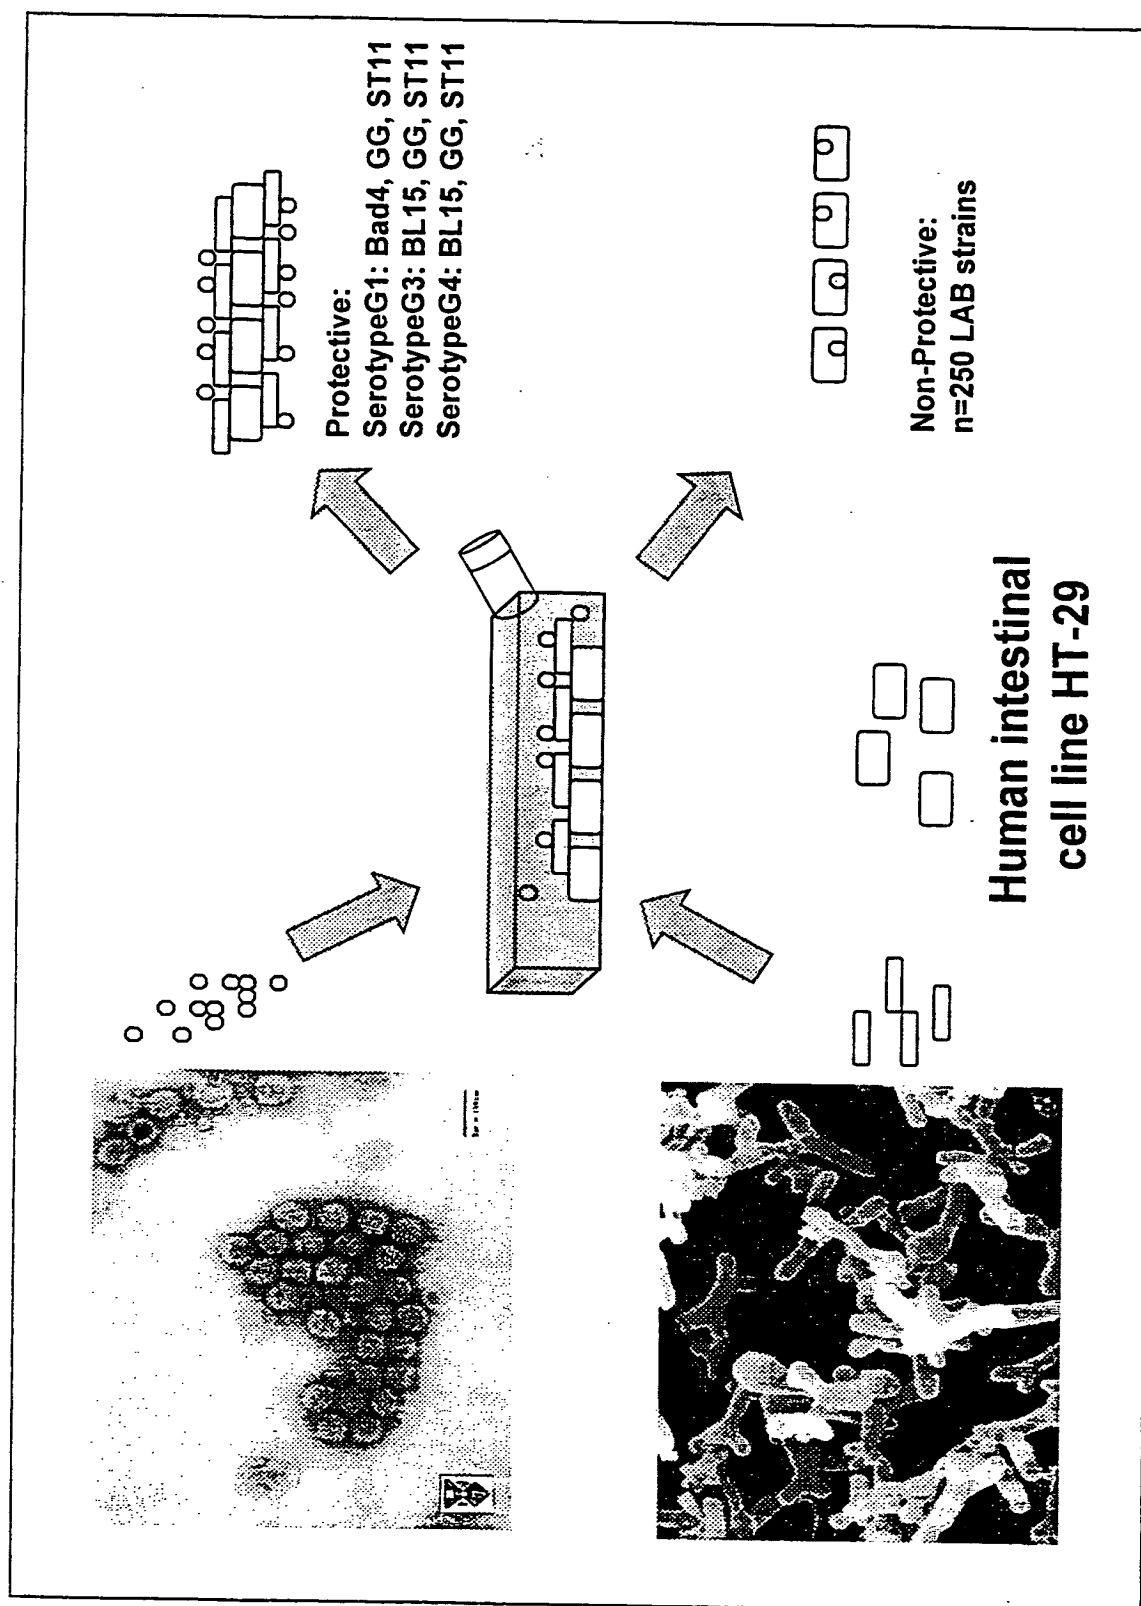 Protective:
SerotypeG1: Bad4, GG, ST11
SerotypeG3: BL15, GG, ST11
SerotypeG4: BL15, GG, ST11
Non-Protective:
n=250 LAB strains
Human intestinal
cell line HT-29